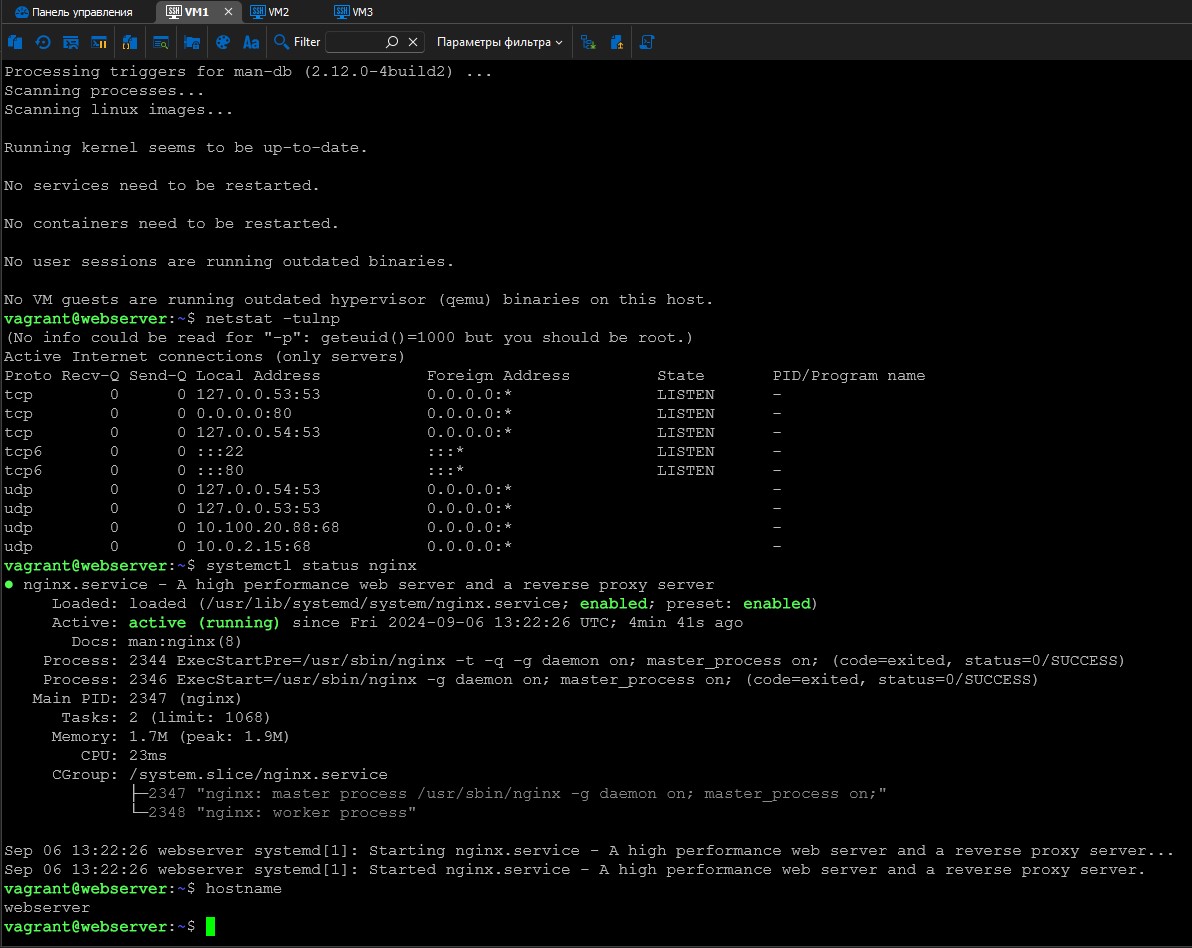 Панель управления VM1 VM2 VM3
Filter Параметры фильтра
Processing triggers for man-db (2.12.0-4build2) ...
Scanning processes...
Scanning linux images...
Running kernel seems to be up-to-date.
No services need to be restarted.
No containers need to be restarted.
No user sessions are running outdated binaries.
No VM guests are running outdated hypervisor (qemu) binaries on this host.
vagrant@webserver:~$ netstat -tulnp
(No info could be read for "-p": geteuid()=1000 but you should be root.)
Active Internet connections (only servers)
Proto Recv-Q Send-Q Local Address           Foreign Address         State       PID/Program name
tcp        0      0 127.0.0.53:53           0.0.0.0:*               LISTEN      -
tcp        0      0 0.0.0.0:80              0.0.0.0:*               LISTEN      -
tcp        0      0 127.0.0.54:53           0.0.0.0:*               LISTEN      -
tcp6       0      0 :::22                   :::*                    LISTEN      -
tcp6       0      0 :::80                   :::*                    LISTEN      -
udp        0      0 127.0.0.54:53           0.0.0.0:*                           -
udp        0      0 127.0.0.53:53           0.0.0.0:*                           -
udp        0      0 10.100.20.88:68         0.0.0.0:*                           -
udp        0      0 10.0.2.15:68            0.0.0.0:*                           -
vagrant@webserver:~$ systemctl status nginx
● nginx.service - A high performance web server and a reverse proxy server
     Loaded: loaded (/usr/lib/systemd/system/nginx.service; enabled; preset: enabled)
     Active: active (running) since Fri 2024-09-06 13:22:26 UTC; 4min 41s ago
       Docs: man:nginx(8)
    Process: 2344 ExecStartPre=/usr/sbin/nginx -t -q -g daemon on; master_process on; (code=exited, status=0/SUCCESS)
    Process: 2346 ExecStart=/usr/sbin/nginx -g daemon on; master_process on; (code=exited, status=0/SUCCESS)
   Main PID: 2347 (nginx)
      Tasks: 2 (limit: 1068)
     Memory: 1.7M (peak: 1.9M)
        CPU: 23ms
     CGroup: /system.slice/nginx.service
             ├─2347 "nginx: master process /usr/sbin/nginx -g daemon on; master_process on;"
             └─2348 "nginx: worker process"
Sep 06 13:22:26 webserver systemd[1]: Starting nginx.service - A high performance web server and a reverse proxy server...
Sep 06 13:22:26 webserver systemd[1]: Started nginx.service - A high performance web server and a reverse proxy server.
vagrant@webserver:~$ hostname
webserver
vagrant@webserver:~$